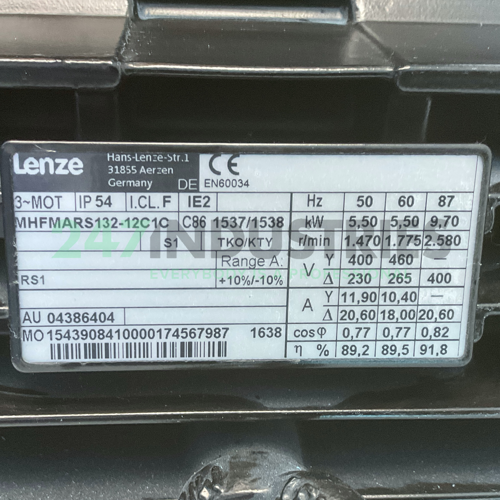 Lenze
Hans-Lenze-Str.1
31855 Aerzen
Germany
DE
CE
EN60034
3~MOT IP 54 I.CL. F IE2 Hz 50 60 87
MHFMARS132-12C1C C86 1537/1538 kW 5,50 5,50 9,70
S1 TKO/KTY r/min 1.470 1.775 2.580
Range A: V Y 400 460
RS1 +10%/-10% Δ 230 265 400
A Y 11,90 10,40 —
AU 04386404 Δ 20,60 18,00 20,60
MO 1543908410000174567987 1638 cosφ 0,77 0,77 0,82
η % 89,2 89,5 91,8
247 INDUSTRIES